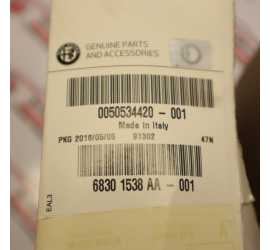 GENUINE PARTS
AND ACCESSORIES
0050534420 - 001
Made in Italy
PKG 2016/05/05 91302 47N
6830 1538 AA - 001
EAL3